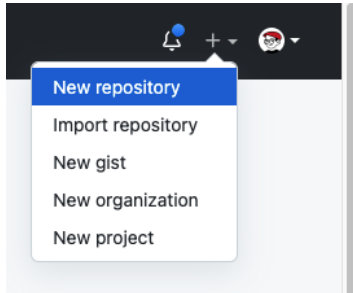 New repository
Import repository
New gist
New organization
New project